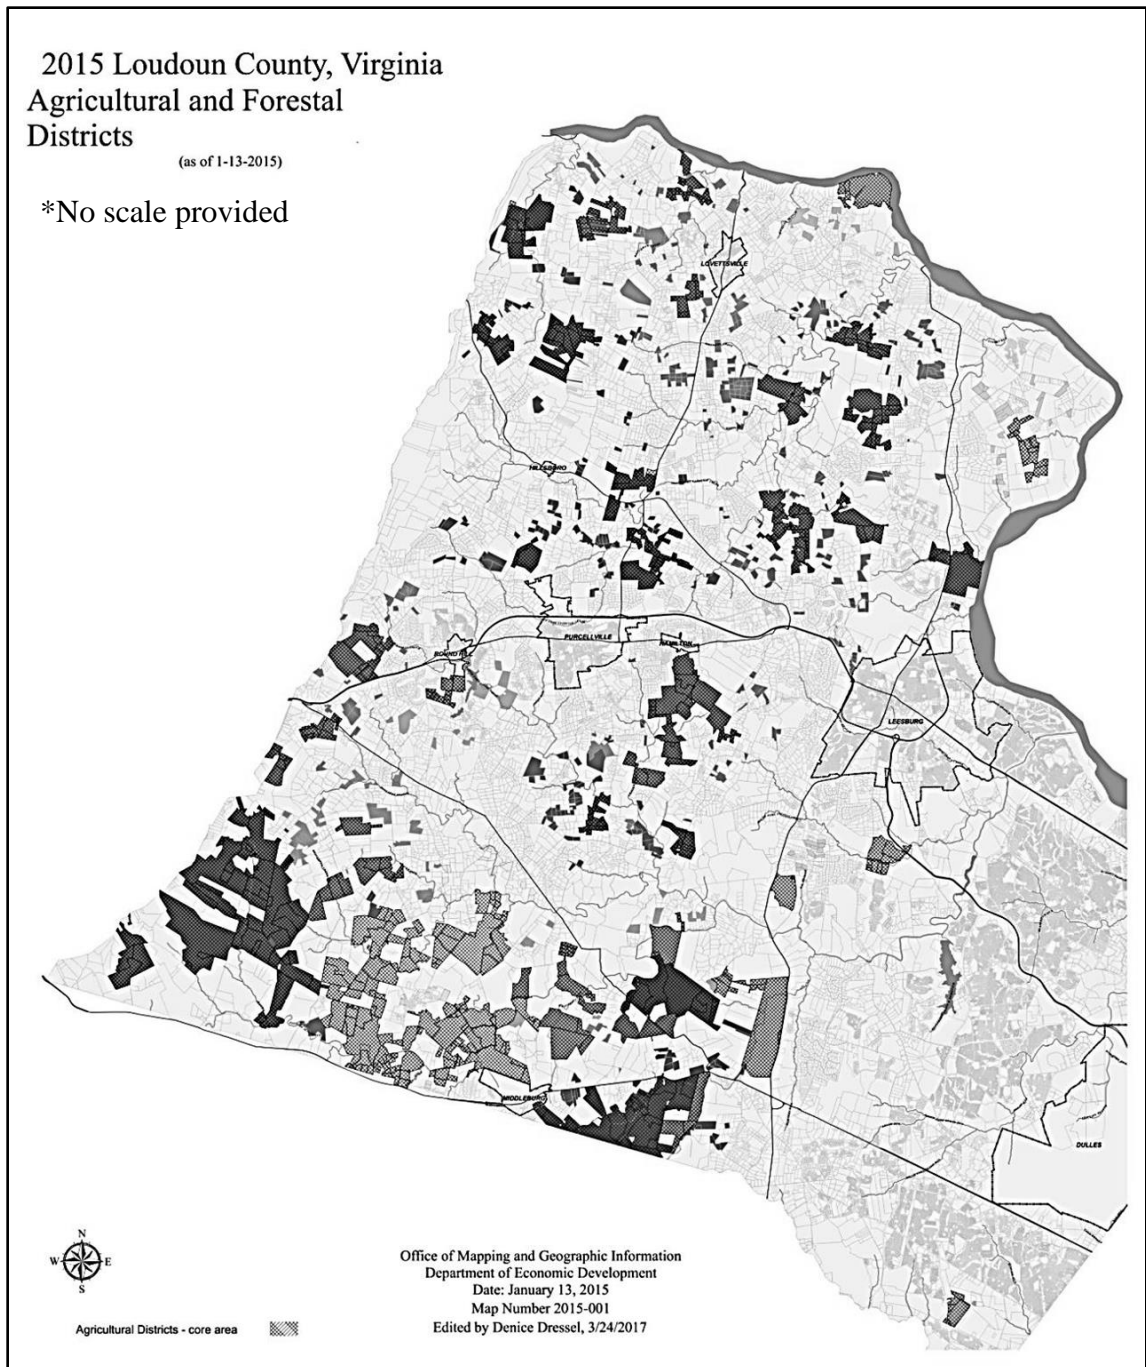 2015 Loudoun County, Virginia
Agricultural and Forestal
Districts
(as of 1-13-2015)
*No scale provided
LOVETTSVILLE
HILLSBORO
PURCELLVILLE
HAMILTON
ROUND HILL
LEESBURG
MIDDLEBURG
DULLES
N
W E
S
Agricultural Districts - core area
Office of Mapping and Geographic Information
Department of Economic Development
Date: January 13, 2015
Map Number 2015-001
Edited by Denice Dressel, 3/24/2017